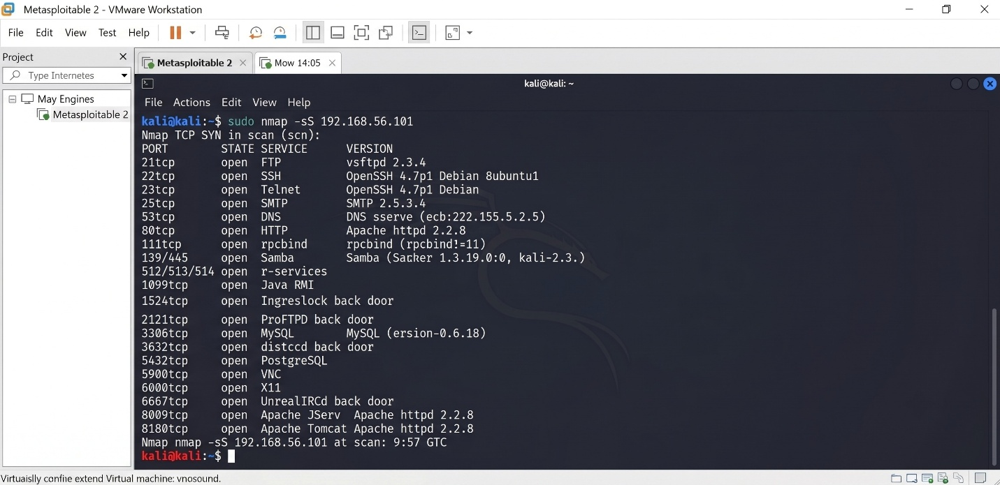 Metasploitable 2 - VMware Workstation
File Edit View Test Help
Project
Type Internetes
May Engines
Metasploitable 2
Metasploitable 2
Mow 14:05
kali@kali: ~
File Actions Edit View Help
kali@kali:~$ sudo nmap -sS 192.168.56.101
Nmap TCP SYN in scan (scn):
PORT STATE SERVICE VERSION
21tcp open FTP vsftpd 2.3.4
22tcp open SSH OpenSSH 4.7p1 Debian 8ubuntu1
23tcp open Telnet OpenSSH 4.7p1 Debian
25tcp open SMTP SMTP 2.5.3.4
53tcp open DNS DNS sserve (ecb:222.155.5.2.5)
80tcp open HTTP Apache httpd 2.2.8
111tcp open rpcbind rpcbind (rpcbind!=11)
139/445 open Samba Samba (Sacker 1.3.19.0:0, kali-2.3.)
512/513/514 open r-services
1099tcp open Java RMI
1524tcp open Ingreslock back door
2121tcp open ProFTPD back door
3306tcp open MySQL MySQL (ersion-0.6.18)
3632tcp open distccd back door
5432tcp open PostgreSQL
5900tcp open VNC
6000tcp open X11
6667tcp open UnrealIRCd back door
8009tcp open Apache JServ Apache httpd 2.2.8
8180tcp open Apache Tomcat Apache httpd 2.2.8
Nmap nmap -sS 192.168.56.101 at scan: 9:57 GTC
kali@kali:~$
Virtuaislly confhe extend Virtual machine: vnosound.